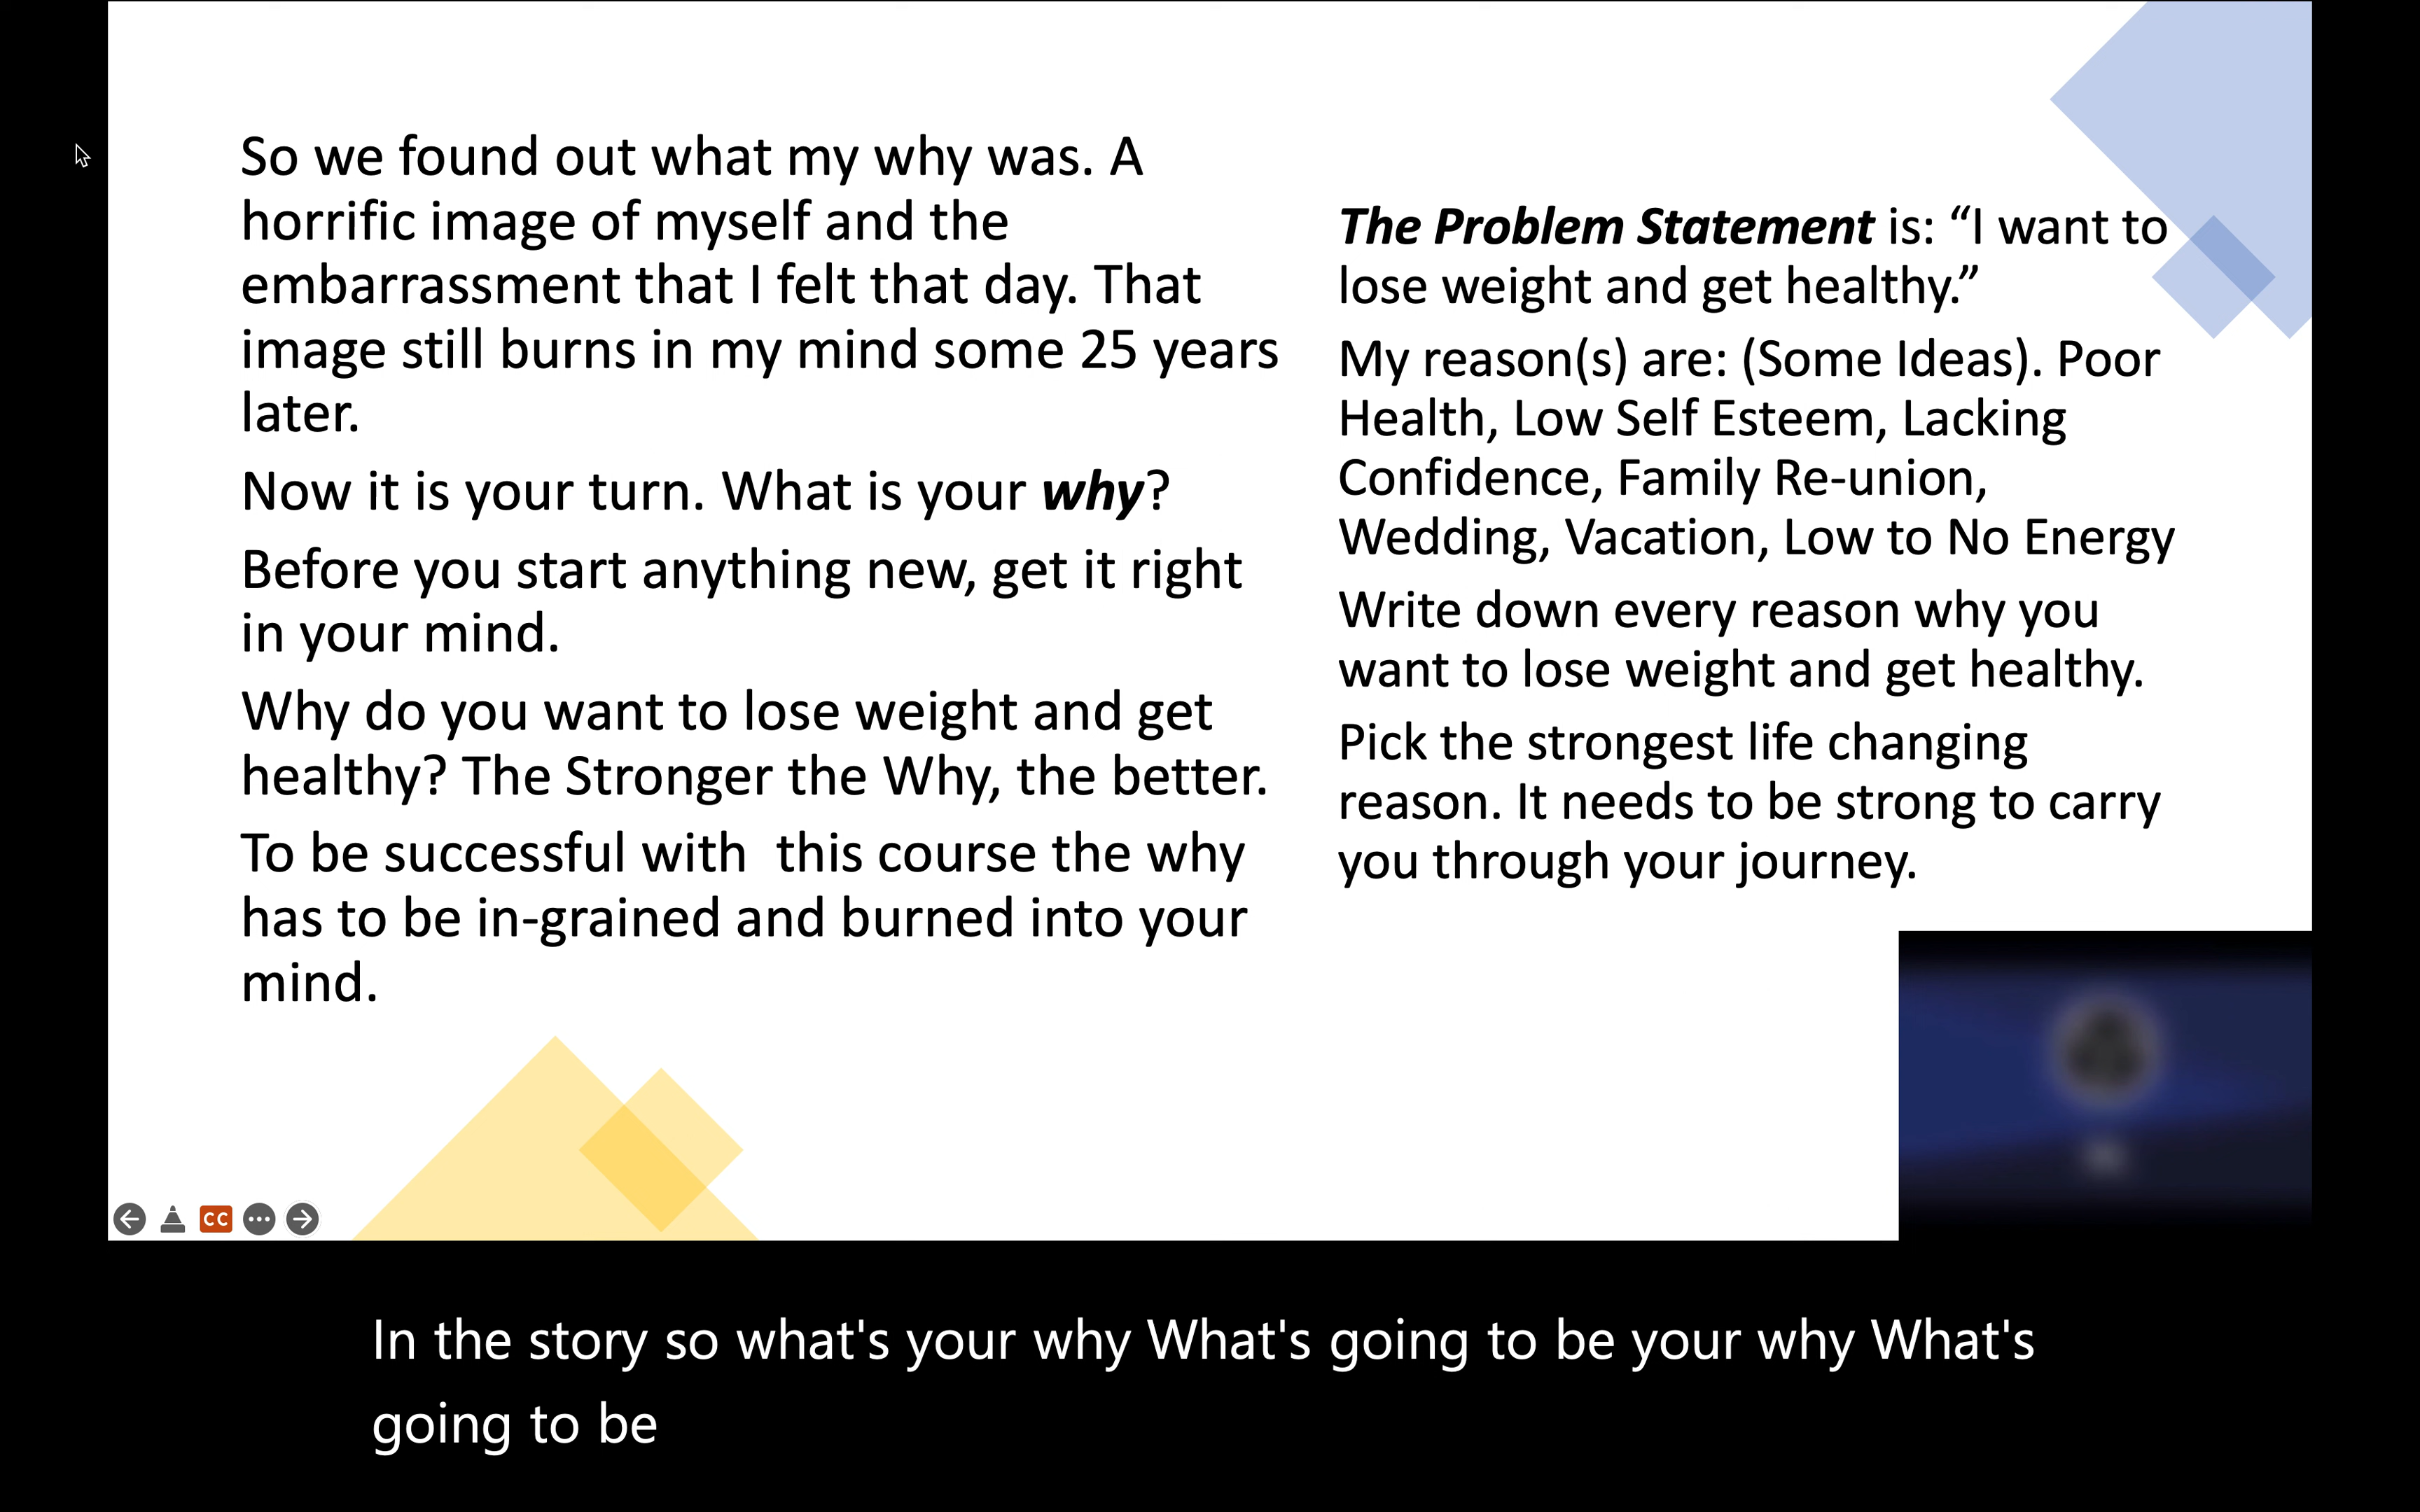 So we found out what my why was. A
horrific image of myself and the
embarrassment that I felt that day. That
image still burns in my mind some 25 years
later.
Now it is your turn. What is your why?
Before you start anything new, get it right
in your mind.
Why do you want to lose weight and get
healthy? The Stronger the Why, the better.
To be successful with  this course the why
has to be in-grained and burned into your
mind.
The Problem Statement is: “I want to
lose weight and get healthy.”
My reason(s) are: (Some Ideas). Poor
Health, Low Self Esteem, Lacking
Confidence, Family Re-union,
Wedding, Vacation, Low to No Energy
Write down every reason why you
want to lose weight and get healthy.
Pick the strongest life changing
reason. It needs to be strong to carry
you through your journey.
CC
In the story so what's your why What's going to be your why What's
going to be